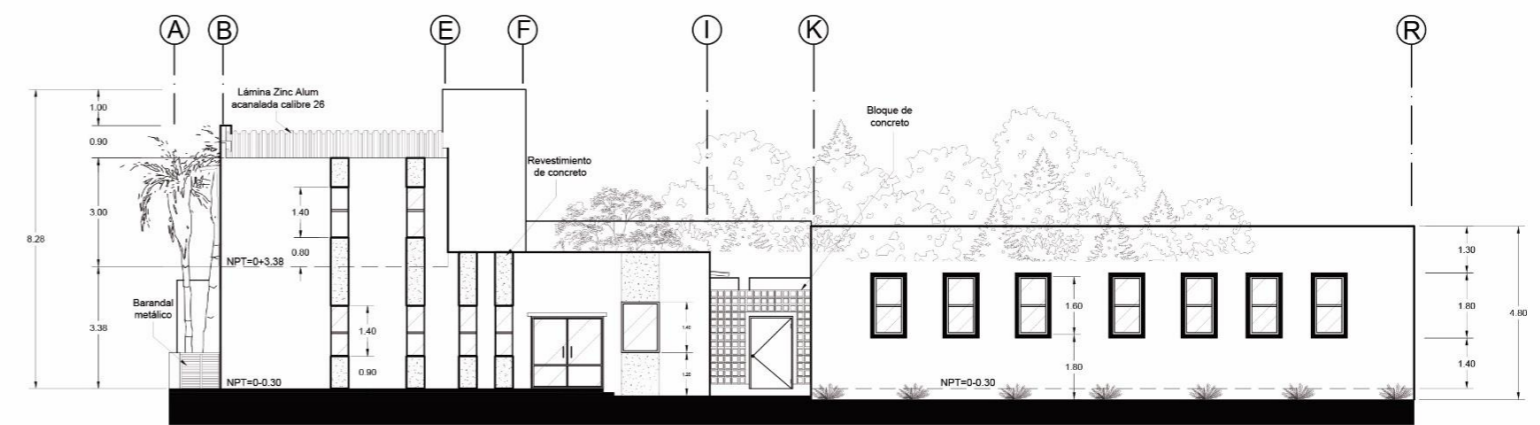 A B E F I K R
Lámina Zinc Alum
acanalada calibre 26
Bloque de
concreto
Revestimiento
de concreto
Barandal
metálico
1.00
0.90
3.00
8.28
3.38
1.40
0.80
NPT=0+3.38
1.40
0.90
NPT=0-0.30
1.60
1.80
NPT=0-0.30
1.30
1.80
4.80
1.40